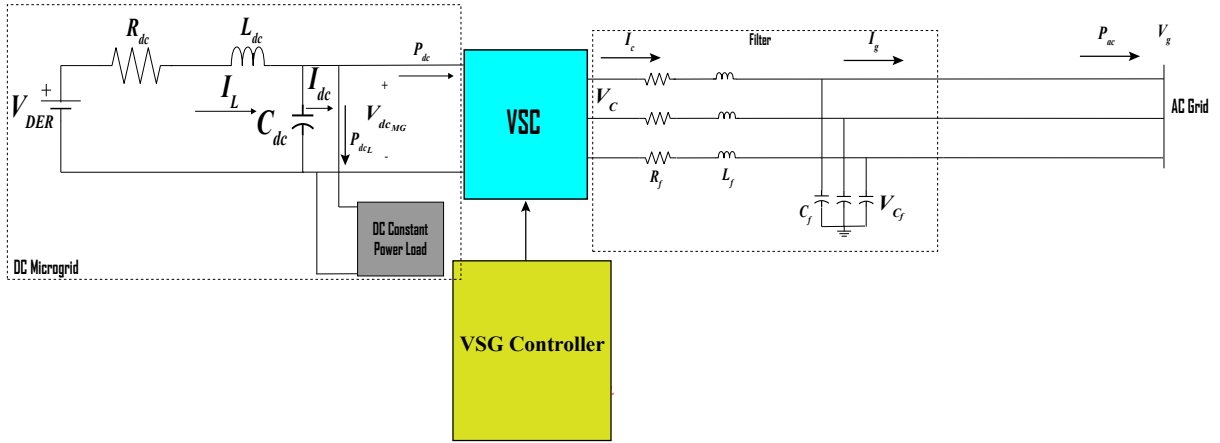 R_dc
L_dc
P_dc
Filter
I_c
I_g
P_ac
V_g
+
V_DER
I_L
C_dc
I_dc
+
V_dc_MG
-
P_dc_L
VSC
V_C
AC Grid
R_f
L_f
C_f
V_C_f
DC Constant
Power Load
DC Microgrid
VSG Controller